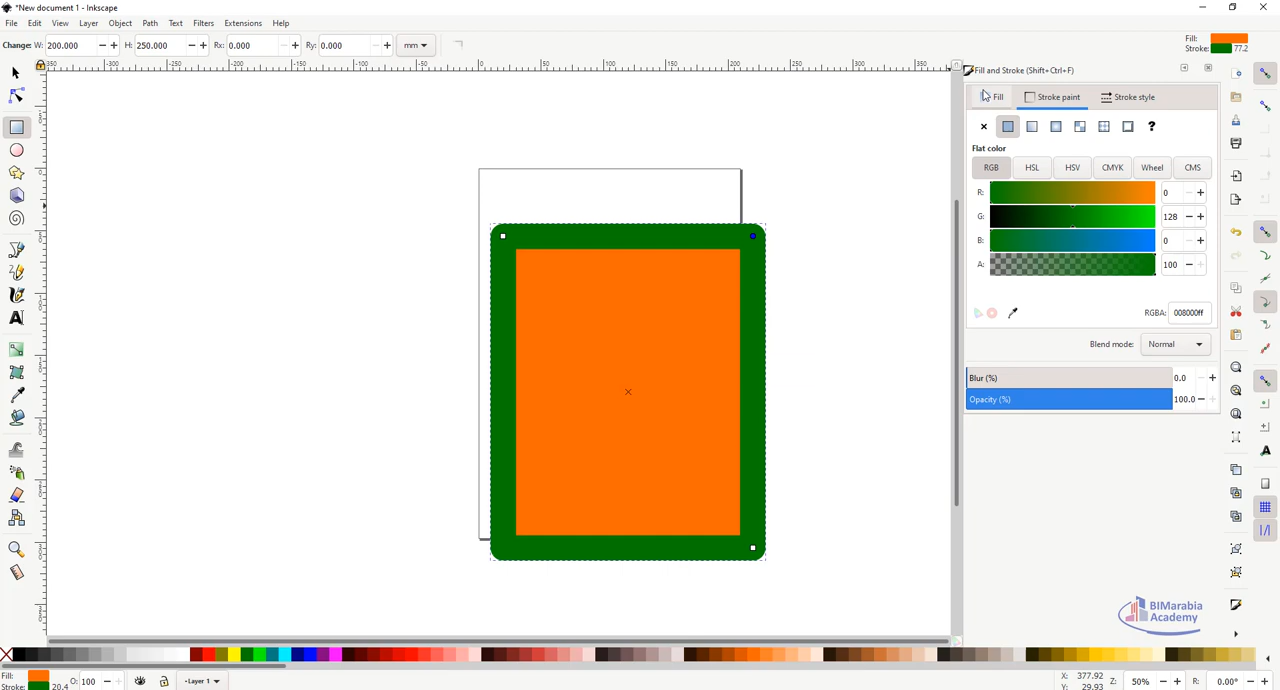 *New document 1 - Inkscape
File Edit View Layer Object Path Text Filters Extensions Help
Change: W: 200.000 H: 250.000 Rx: 0.000 Ry: 0.000 mm
Fill:
Stroke: 77.2
Fill and Stroke (Shift+Ctrl+F)
Fill Stroke paint Stroke style
Flat color
RGB HSL HSV CMYK Wheel CMS
R: 0
G: 128
B: 0
A: 100
RGBA: 008000ff
Blend mode: Normal
Blur (%) 0.0
Opacity (%) 100.0
BIMarabia
Academy
Fill:
Stroke: 20.4
O: 100
Layer 1
X: 377.92
Y: 29.93
Z: 50%
R: 0.00°